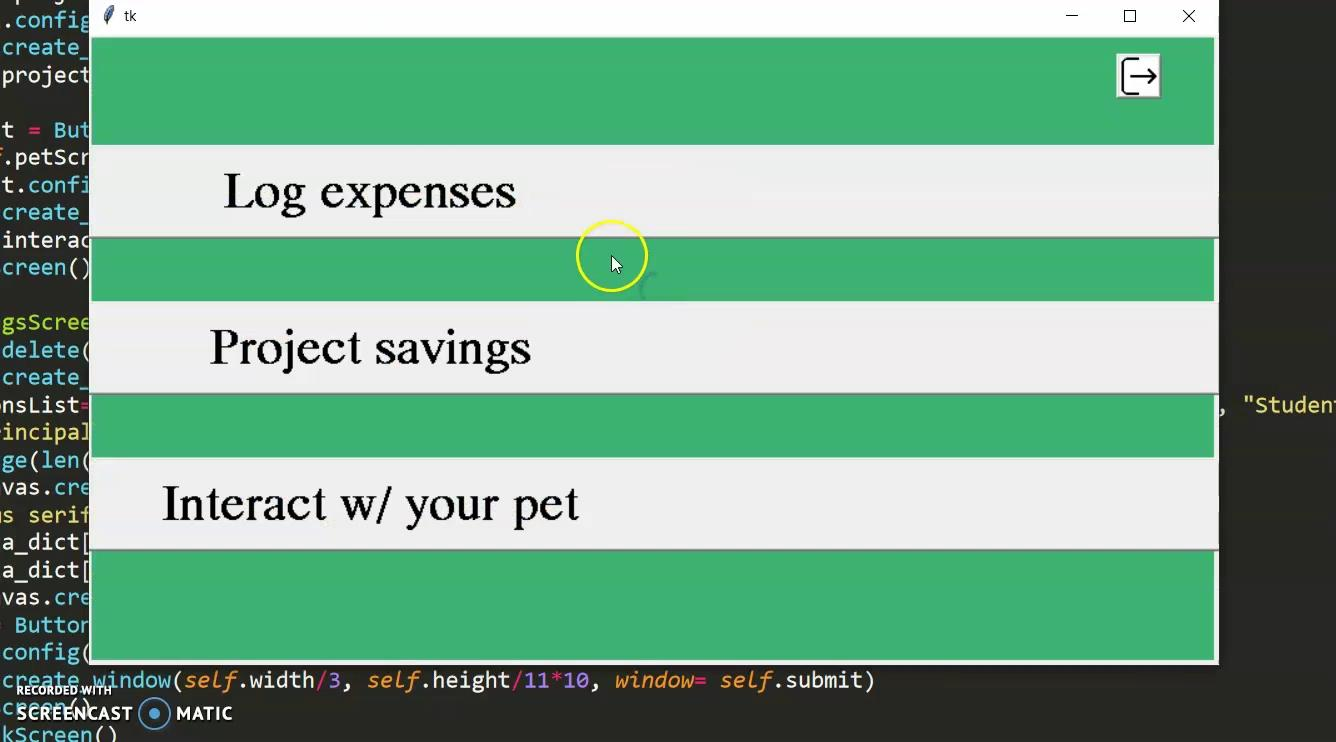 tk
.config
create_
project
Log expenses
t = But
.petScr
t.confi
create_
interac
creen()
Project savings
gsScree
delete(
create_
onsList= , "Student
incipal
ge(len(
vas.cre
Interact w/ your pet
s serif
a_dict[
a_dict[
vas.cre
= Button
config(
create_window(self.width/3, self.height/11*10, window= self.submit)
RECORDED WITH
SCREENCAST MATIC
creen()
kScreen()